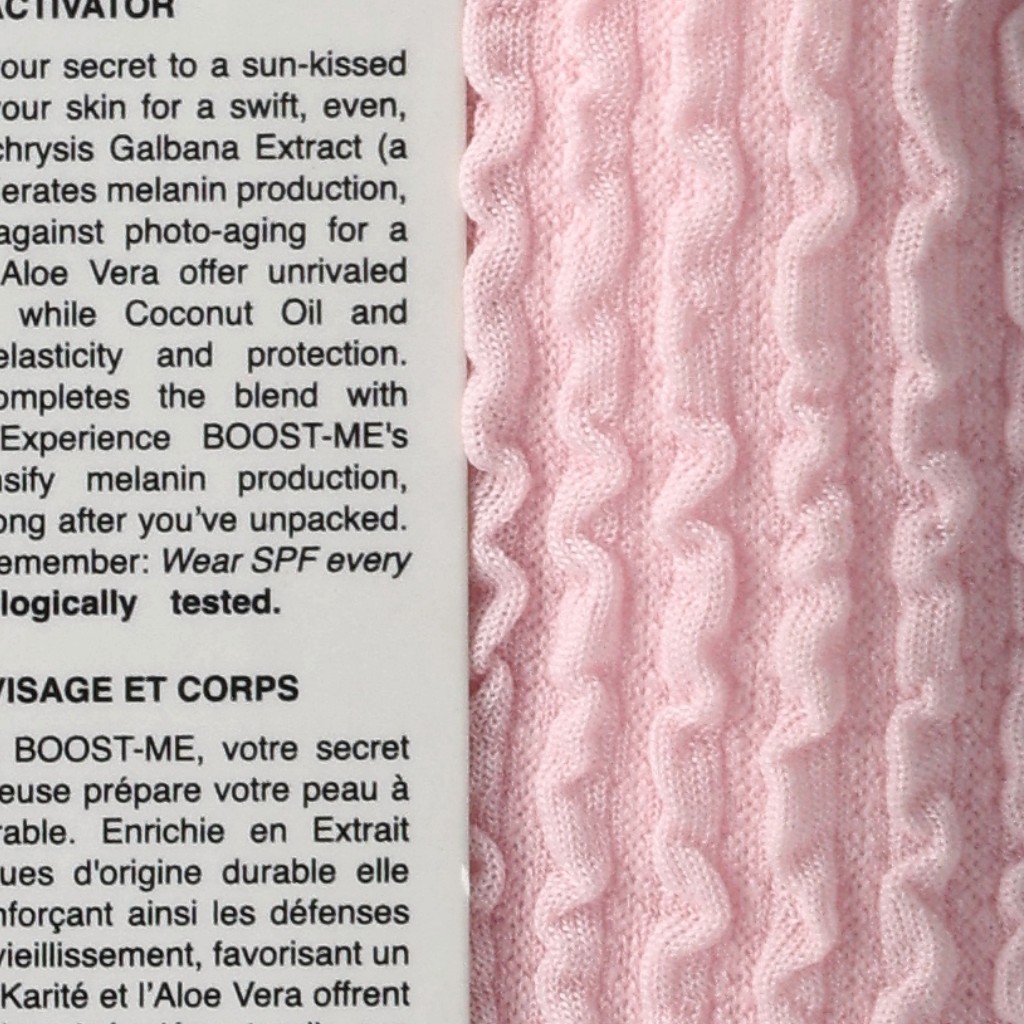 ACTIVATOR
our secret to a sun-kissed
your skin for a swift, even,
chrysis Galbana Extract (a
erates melanin production,
against photo-aging for a
Aloe Vera offer unrivaled
while Coconut Oil and
elasticity and protection.
ompletes the blend with
Experience BOOST-ME's
nsify melanin production,
ong after you've unpacked.
emember: Wear SPF every
logically tested.
VISAGE ET CORPS
BOOST-ME, votre secret
euse prépare votre peau à
rable. Enrichie en Extrait
ues d'origine durable elle
nforçant ainsi les défenses
vieillissement, favorisant un
Karité et l'Aloe Vera offrent